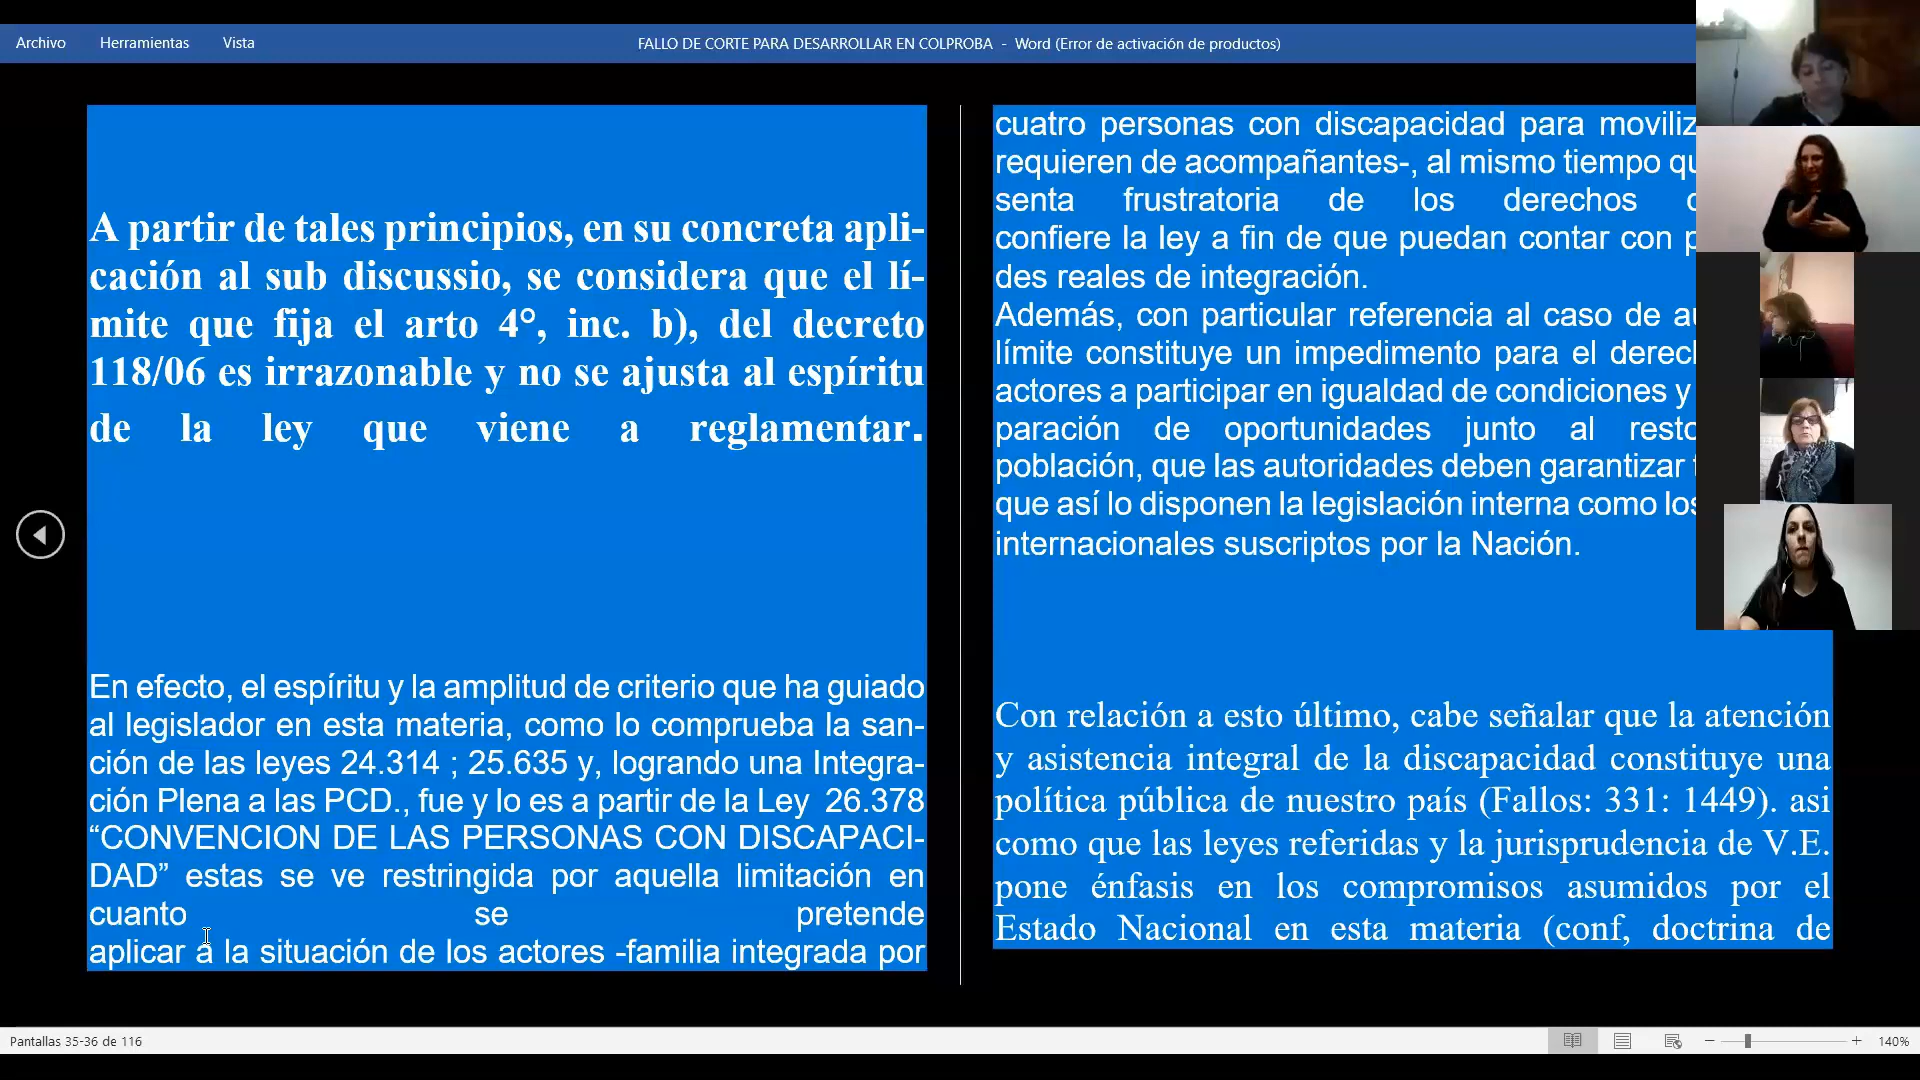 Archivo Herramientas Vista FALLO DE CORTE PARA DESARROLLAR EN COLPROBA - Word (Error de activación de productos)
A partir de tales principios, en su concreta apli-
cación al sub discussio, se considera que el lí-
mite que fija el arto 4°, inc. b), del decreto
118/06 es irrazonable y no se ajusta al espíritu
de la ley que viene a reglamentar.
En efecto, el espíritu y la amplitud de criterio que ha guiado
al legislador en esta materia, como lo comprueba la san-
ción de las leyes 24.314 ; 25.635 y, logrando una Integra-
ción Plena a las PCD., fue y lo es a partir de la Ley 26.378
“CONVENCION DE LAS PERSONAS CON DISCAPACI-
DAD” estas se ve restringida por aquella limitación en
cuanto se pretende
aplicar a la situación de los actores -familia integrada por
cuatro personas con discapacidad para
requieren de acompañantes-, al mismo tiempo
senta frustratoria de los derechos
confiere la ley a fin de que puedan contar con
des reales de integración.
Además, con particular referencia al caso de
límite constituye un impedimento para el
actores a participar en igualdad de condiciones y
paración de oportunidades junto al
población, que las autoridades deben garantizar
que así lo disponen la legislación interna como
internacionales suscriptos por la Nación.
Con relación a esto último, cabe señalar que la atención
y asistencia integral de la discapacidad constituye una
política pública de nuestro país (Fallos: 331: 1449). asi
como que las leyes referidas y la jurisprudencia de V.E.
pone énfasis en los compromisos asumidos por el
Estado Nacional en esta materia (conf, doctrina de
Pantallas 35-36 de 116 140%